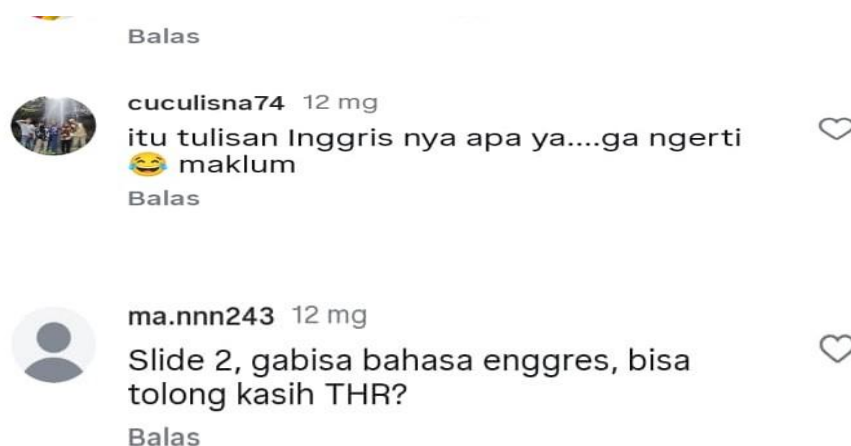 Balas
cuculisna74 12 mg
itu tulisan Inggris nya apa ya....ga ngerti
😂 maklum
Balas
ma.nnn243 12 mg
Slide 2, gabisa bahasa enggres, bisa
tolong kasih THR?
Balas